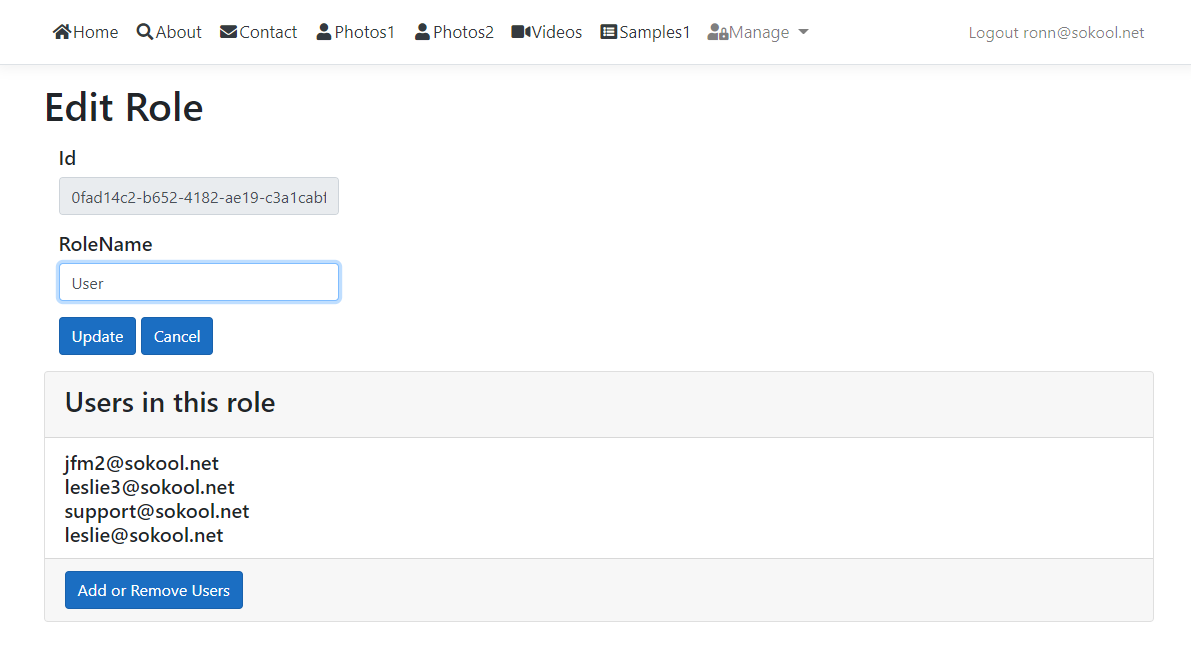 Home About Contact Photos1 Photos2 Videos Samples1 Manage Logout ronn@sokool.net
Edit Role
Id
0fad14c2-b652-4182-ae19-c3a1cabf
RoleName
User
Update Cancel
Users in this role
jfm2@sokool.net
leslie3@sokool.net
support@sokool.net
leslie@sokool.net
Add or Remove Users